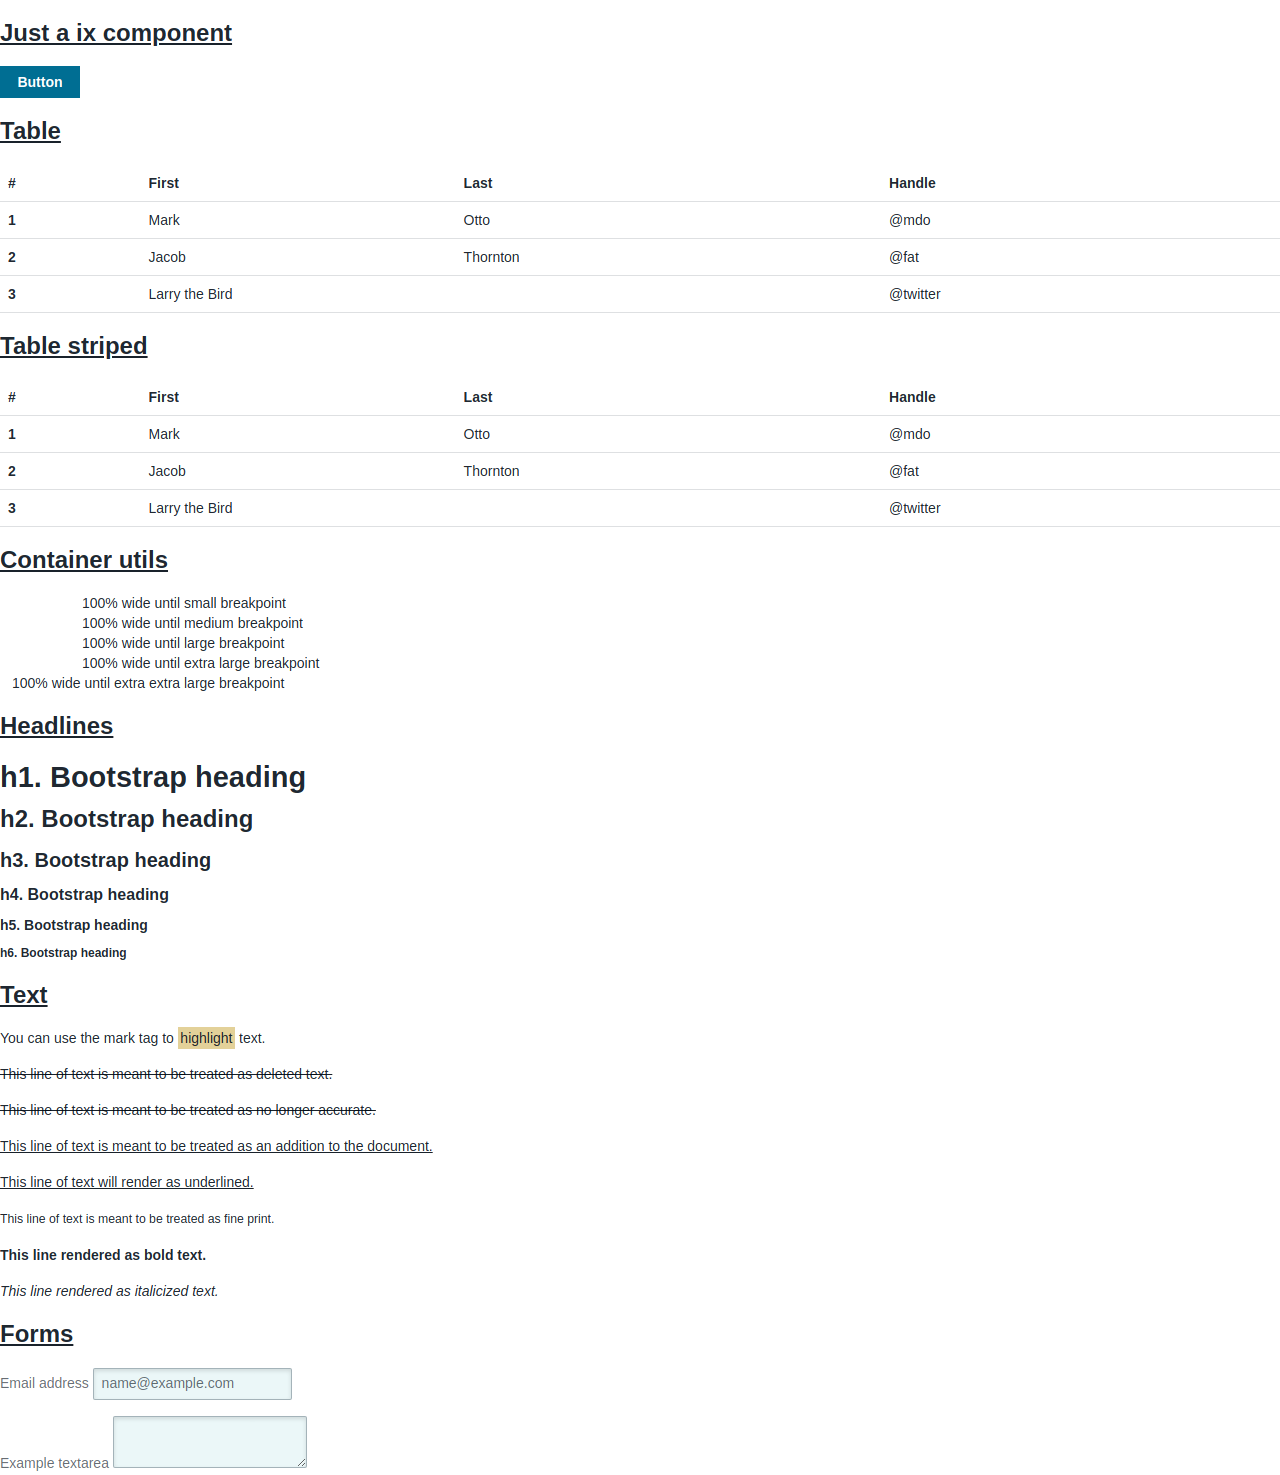 Just a ix component
Button
Table
# First Last Handle
1 Mark Otto @mdo
2 Jacob Thornton @fat
3 Larry the Bird @twitter
Table striped
# First Last Handle
1 Mark Otto @mdo
2 Jacob Thornton @fat
3 Larry the Bird @twitter
Container utils
100% wide until small breakpoint
100% wide until medium breakpoint
100% wide until large breakpoint
100% wide until extra large breakpoint
100% wide until extra extra large breakpoint
Headlines
h1. Bootstrap heading
h2. Bootstrap heading
h3. Bootstrap heading
h4. Bootstrap heading
h5. Bootstrap heading
h6. Bootstrap heading
Text
You can use the mark tag to highlight text.
This line of text is meant to be treated as deleted text.
This line of text is meant to be treated as no longer accurate.
This line of text is meant to be treated as an addition to the document.
This line of text will render as underlined.
This line of text is meant to be treated as fine print.
This line rendered as bold text.
This line rendered as italicized text.
Forms
Email address name@example.com
Example textarea